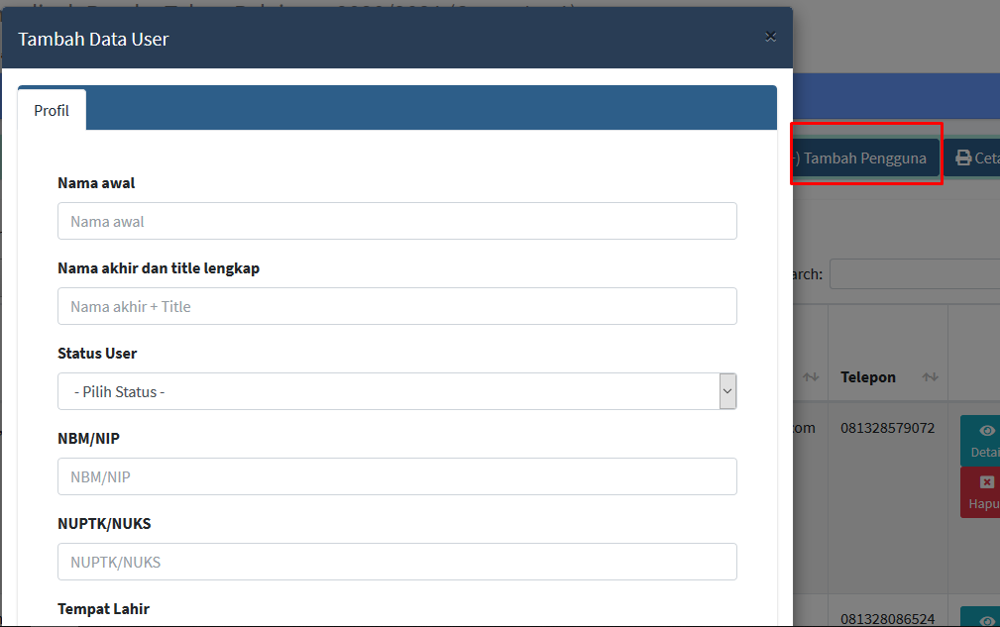 Tambah Data User
×
Profil
) Tambah Pengguna
Ceta
Nama awal
Nama awal
Nama akhir dan title lengkap
arch:
Nama akhir + Title
Status User
- Pilih Status -
Telepon
NBM/NIP
com
081328579072
Detai
NBM/NIP
Hapu
NUPTK/NUKS
NUPTK/NUKS
Tempat Lahir
081328086524